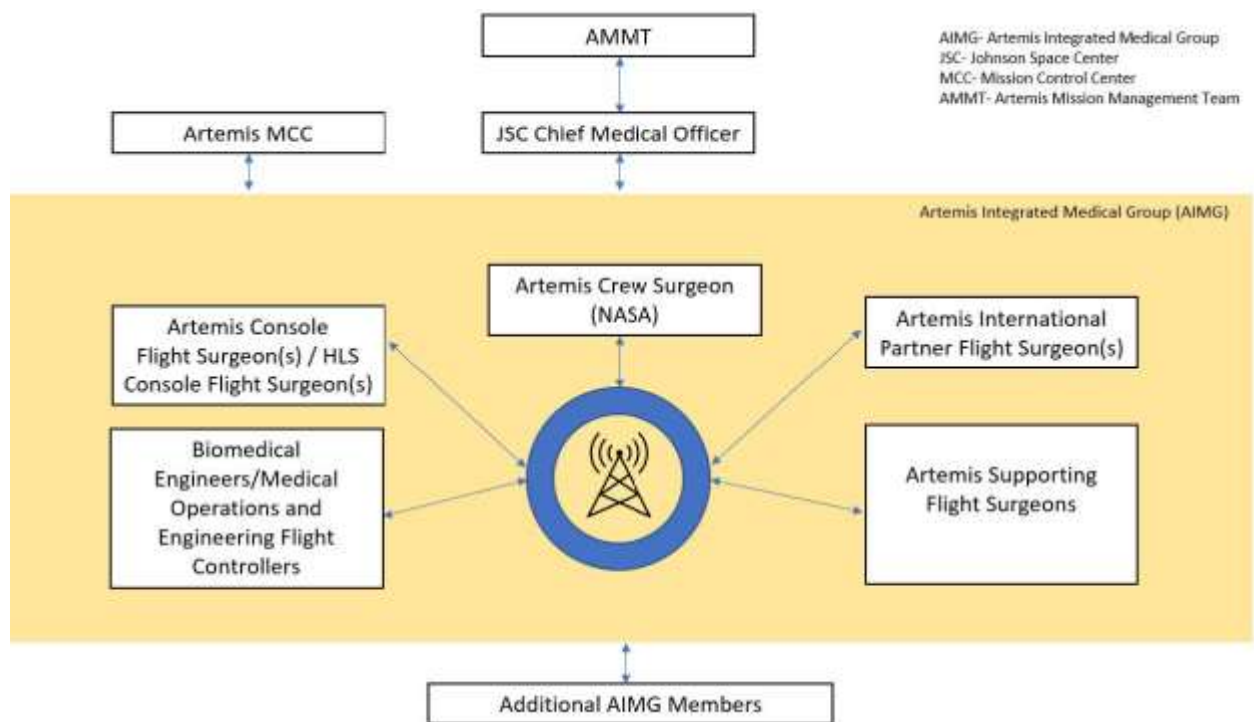 AMMT
AIMG- Artemis Integrated Medical Group
JSC- Johnson Space Center
MCC- Mission Control Center
AMMT- Artemis Mission Management Team
Artemis MCC
JSC Chief Medical Officer
Artemis Integrated Medical Group (AIMG)
Artemis Crew Surgeon
(NASA)
Artemis Console
Flight Surgeon(s) / HLS
Console Flight Surgeon(s)
Artemis International
Partner Flight Surgeon(s)
Biomedical
Engineers/Medical
Operations and
Engineering Flight
Controllers
Artemis Supporting
Flight Surgeons
Additional AIMG Members